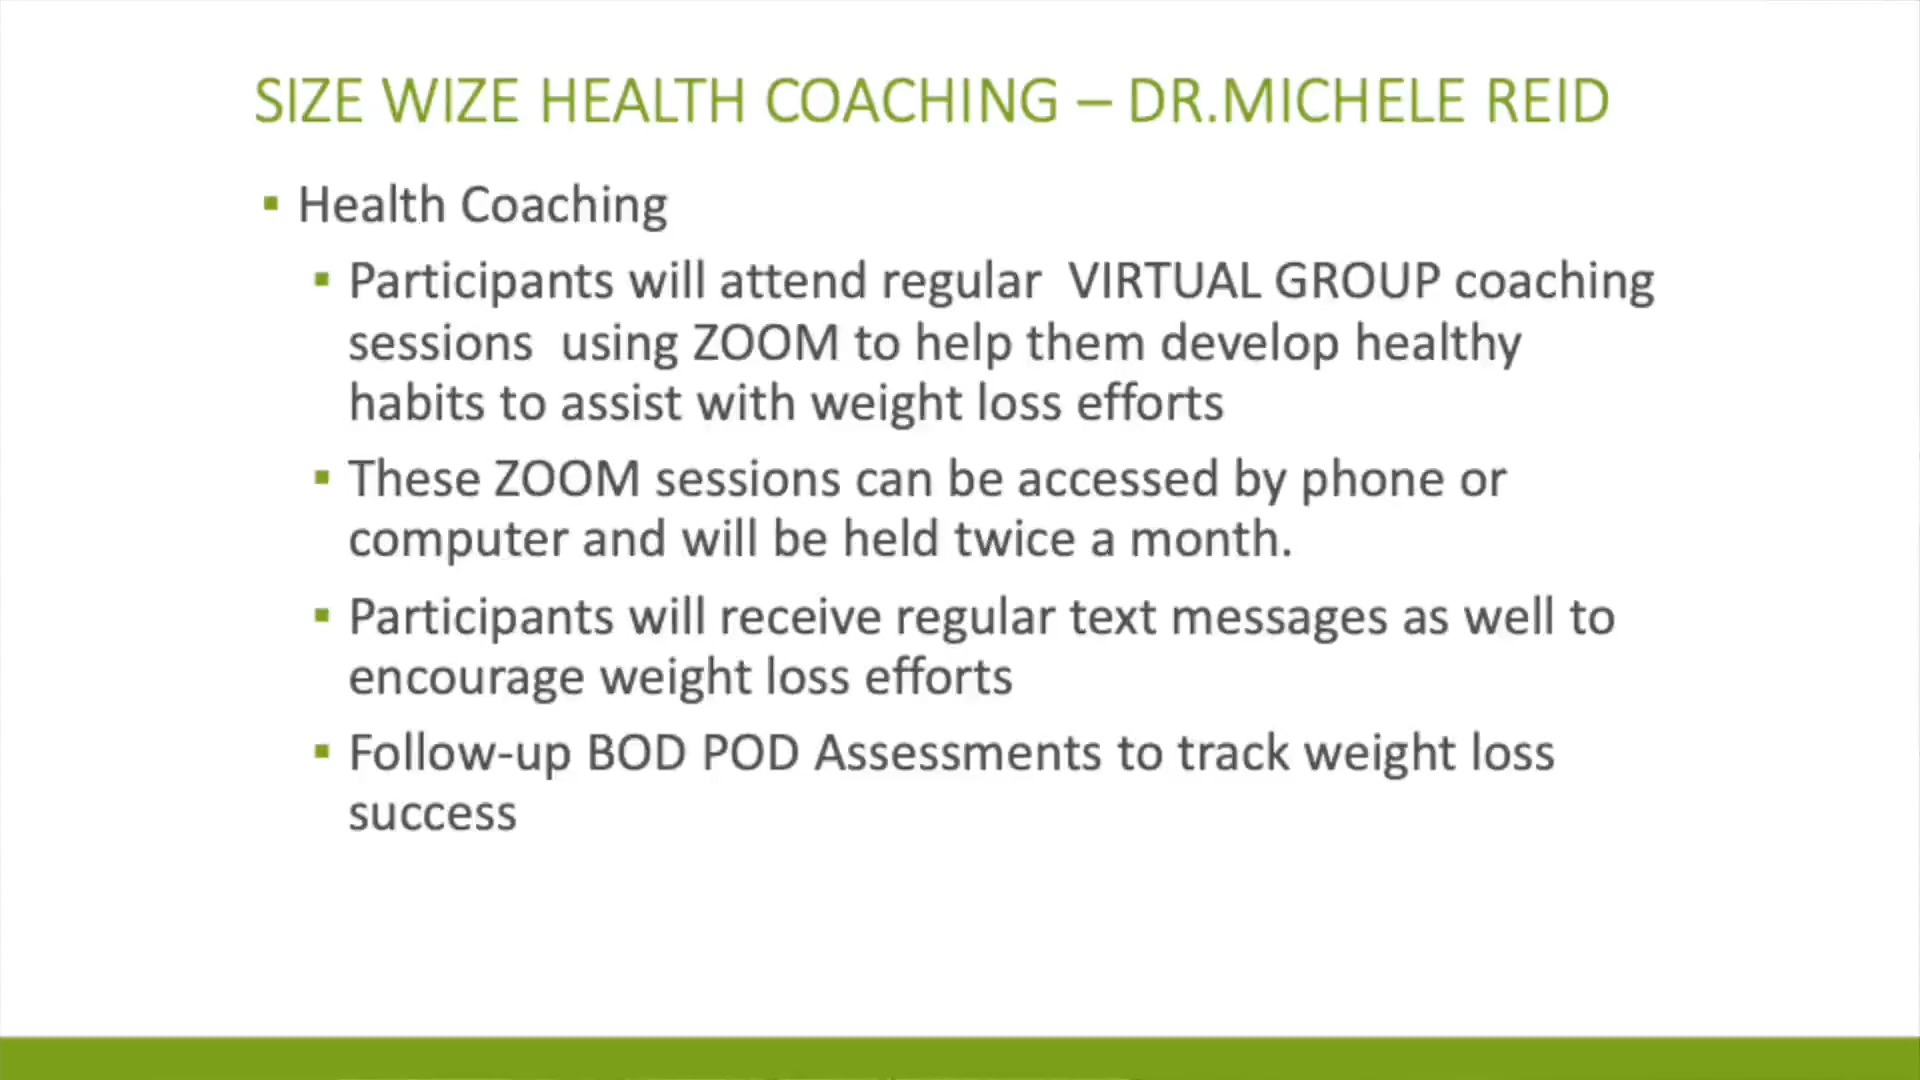 SIZE WIZE HEALTH COACHING – DR.MICHELE REID
▪ Health Coaching
▪ Participants will attend regular  VIRTUAL GROUP coaching
sessions  using ZOOM to help them develop healthy
habits to assist with weight loss efforts
▪ These ZOOM sessions can be accessed by phone or
computer and will be held twice a month.
▪ Participants will receive regular text messages as well to
encourage weight loss efforts
▪ Follow-up BOD POD Assessments to track weight loss
success